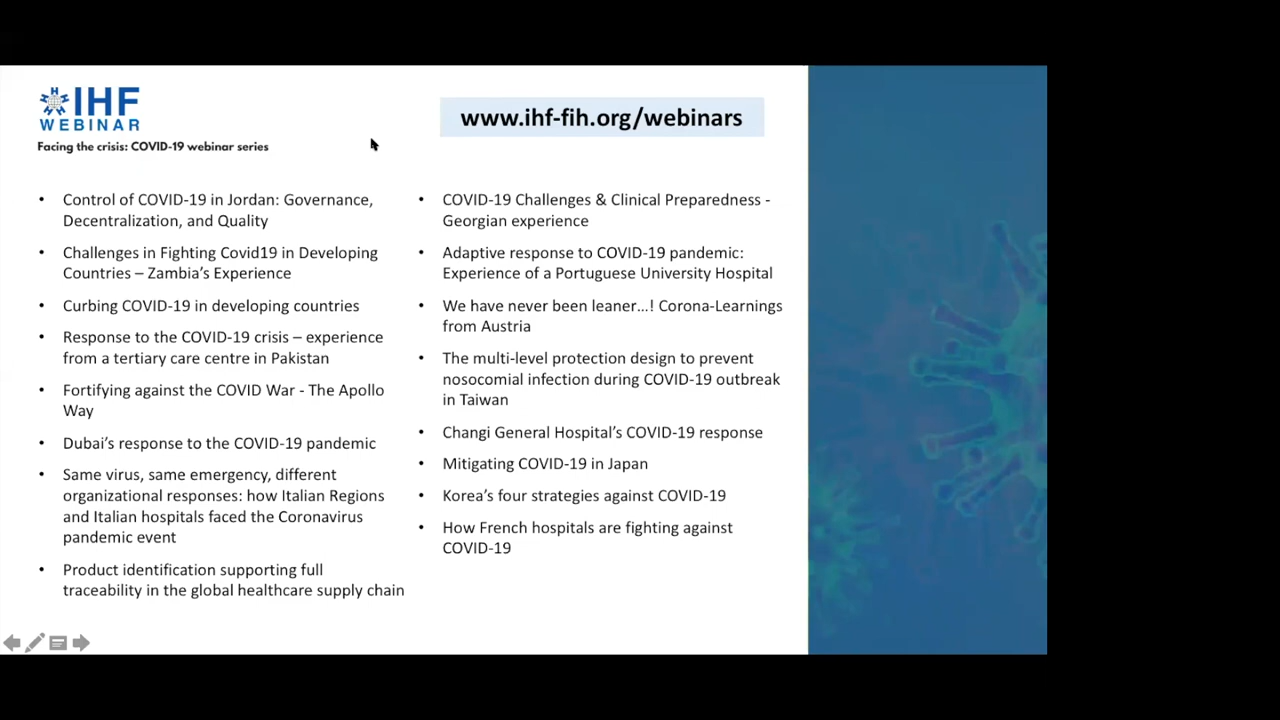 IHF
WEBINAR
Facing the crisis: COVID-19 webinar series
www.ihf-fih.org/webinars
• Control of COVID-19 in Jordan: Governance,
Decentralization, and Quality
• Challenges in Fighting Covid19 in Developing
Countries – Zambia’s Experience
• Curbing COVID-19 in developing countries
• Response to the COVID-19 crisis – experience
from a tertiary care centre in Pakistan
• Fortifying against the COVID War - The Apollo
Way
• Dubai’s response to the COVID-19 pandemic
• Same virus, same emergency, different
organizational responses: how Italian Regions
and Italian hospitals faced the Coronavirus
pandemic event
• Product identification supporting full
traceability in the global healthcare supply chain
• COVID-19 Challenges & Clinical Preparedness -
Georgian experience
• Adaptive response to COVID-19 pandemic:
Experience of a Portuguese University Hospital
• We have never been leaner…! Corona-Learnings
from Austria
• The multi-level protection design to prevent
nosocomial infection during COVID-19 outbreak
in Taiwan
• Changi General Hospital’s COVID-19 response
• Mitigating COVID-19 in Japan
• Korea’s four strategies against COVID-19
• How French hospitals are fighting against
COVID-19